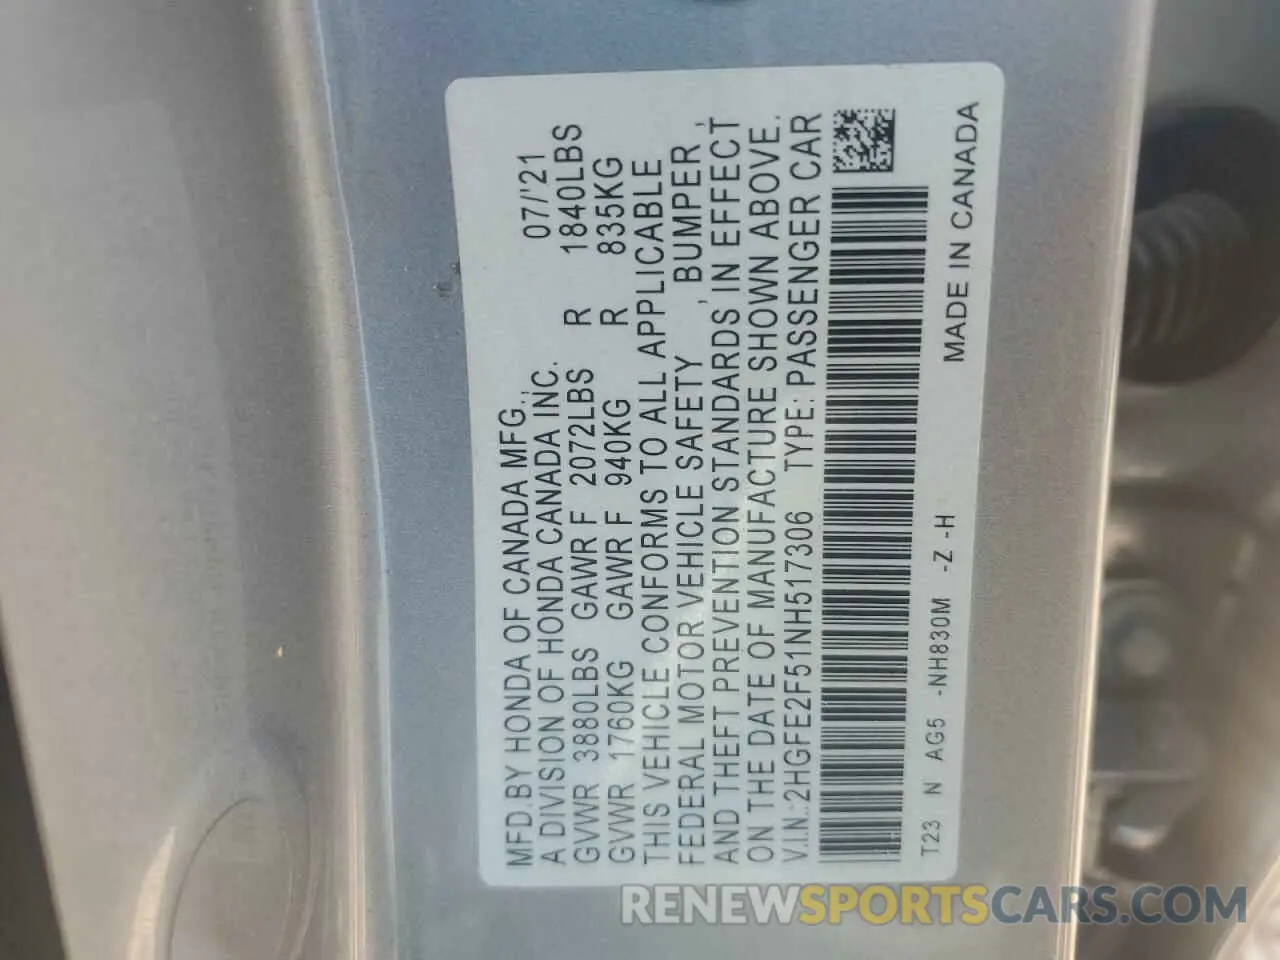 MFD.BY HONDA OF CANADA MFG., 07/'21
A DIVISION OF HONDA CANADA INC.
GVWR 3880LBS GAWR F 2072LBS R 1840LBS
GVWR 1760KG GAWR F 940KG R 835KG
THIS VEHICLE CONFORMS TO ALL APPLICABLE
FEDERAL MOTOR VEHICLE SAFETY , BUMPER ,
AND THEFT PREVENTION STANDARDS IN EFFECT
ON THE DATE OF MANUFACTURE SHOWN ABOVE.
V.I.N.:2HGFE2F51NH517306 TYPE: PASSENGER CAR
T23 N AG5 -NH830M -Z -H MADE IN CANADA
RENEWSPORTSCARS.COM